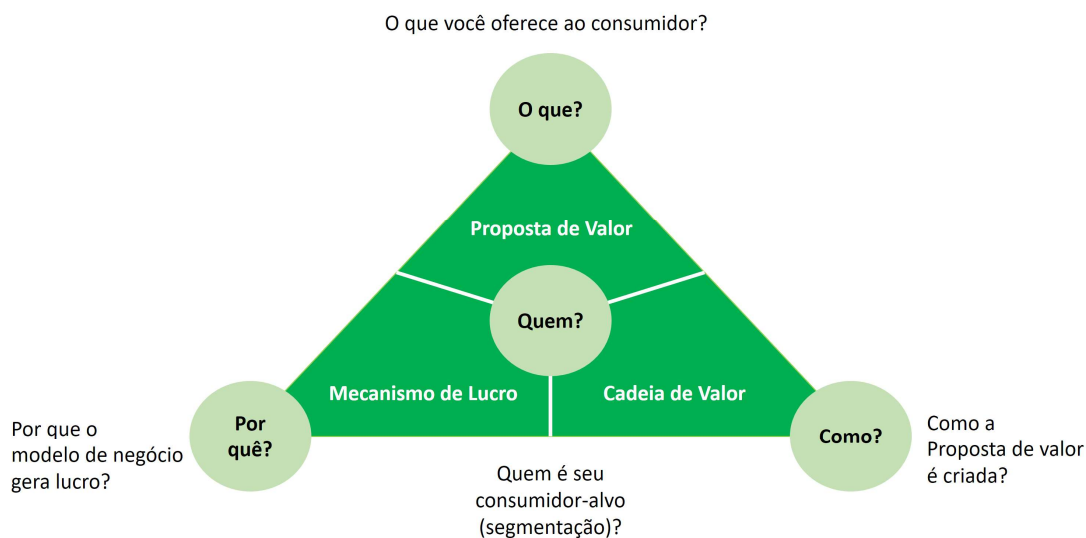 O que você oferece ao consumidor?
O que?
Proposta de Valor
Quem?
Mecanismo de Lucro
Cadeia de Valor
Por
quê?
Como?
Por que o
modelo de negócio
gera lucro?
Quem é seu
consumidor-alvo
(segmentação)?
Como a
Proposta de valor
é criada?